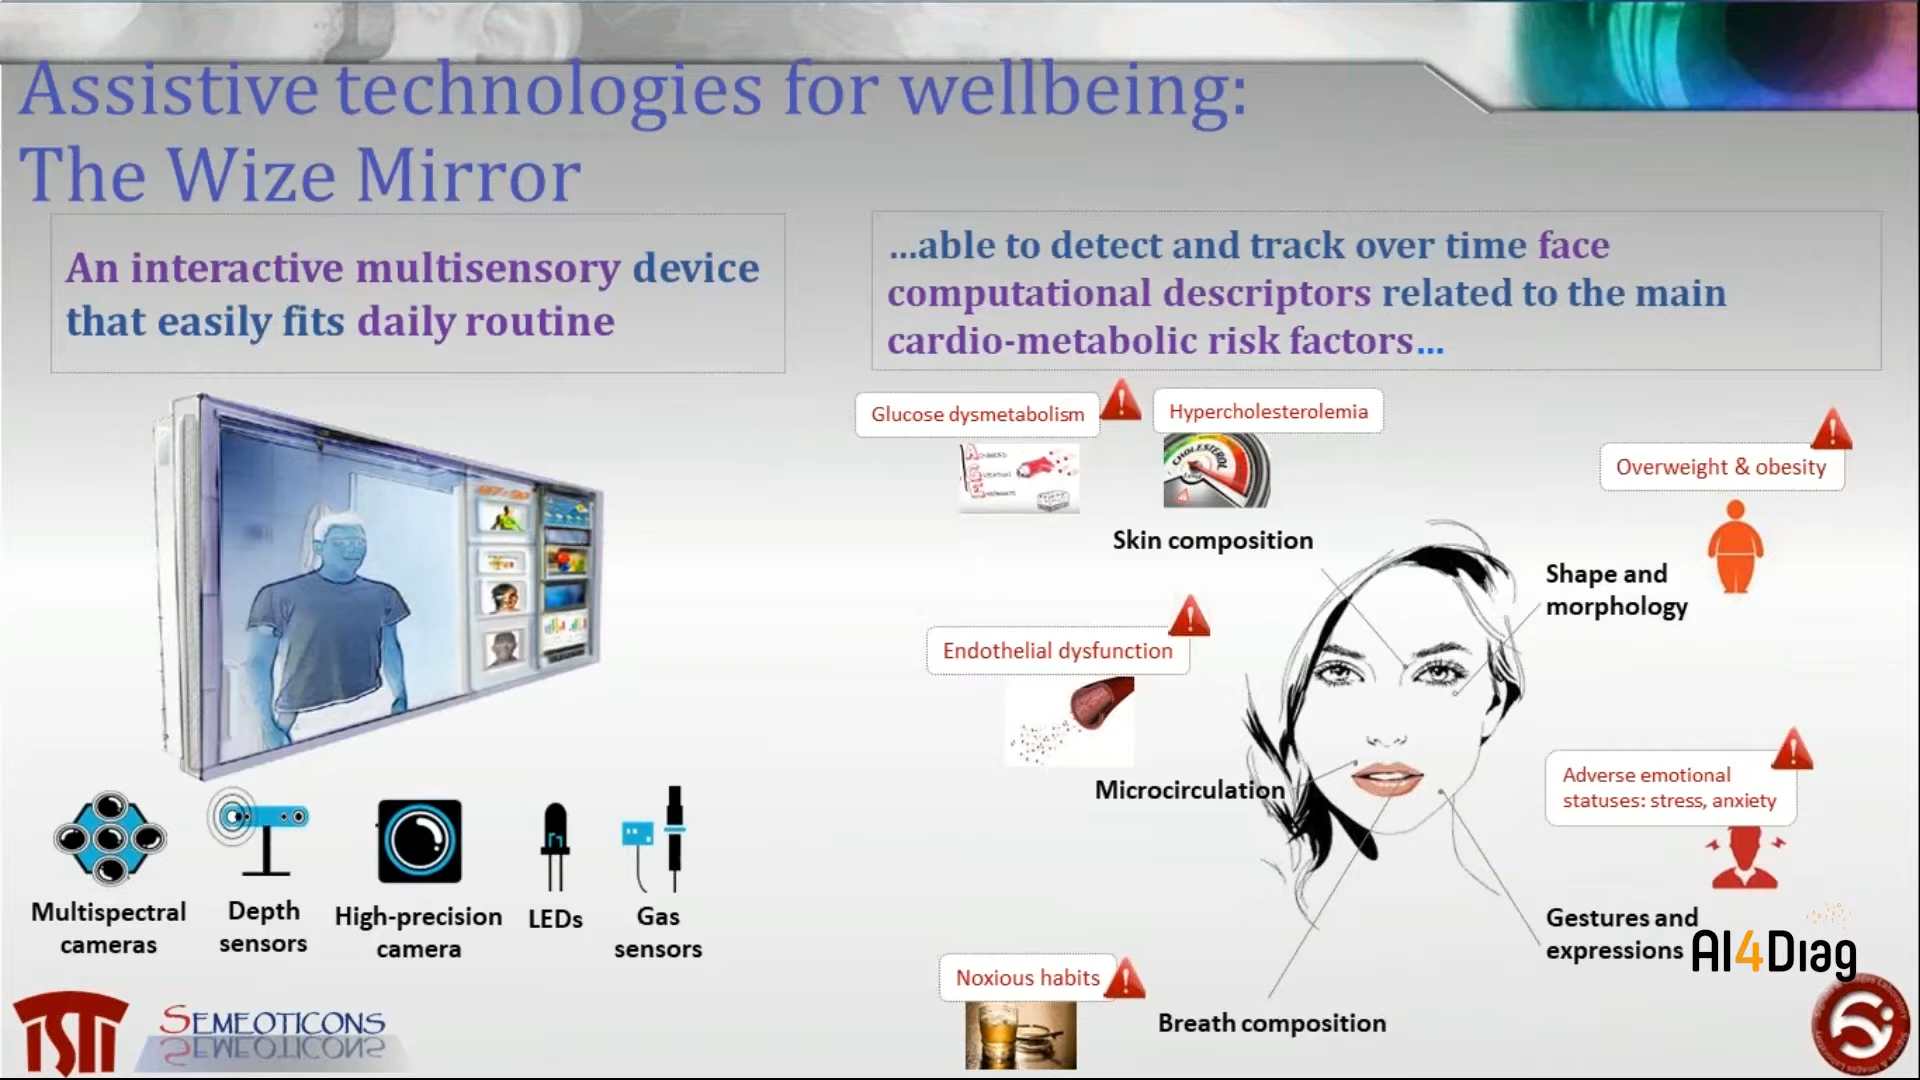 Assistive technologies for wellbeing:
The Wize Mirror
An interactive multisensory device
that easily fits daily routine
...able to detect and track over time face
computational descriptors related to the main
cardio-metabolic risk factors...
Glucose dysmetabolism
Hypercholesterolemia
CHOLESTEROL
Overweight & obesity
Skin composition
Shape and
morphology
Endothelial dysfunction
Microcirculation
Adverse emotional
statuses: stress, anxiety
Multispectral
cameras
Depth
sensors
High-precision
camera
LEDs
Gas
sensors
Gestures and
expressions
AI4Diag
Noxious habits
Breath composition
ISTI
SEMEOTICONS